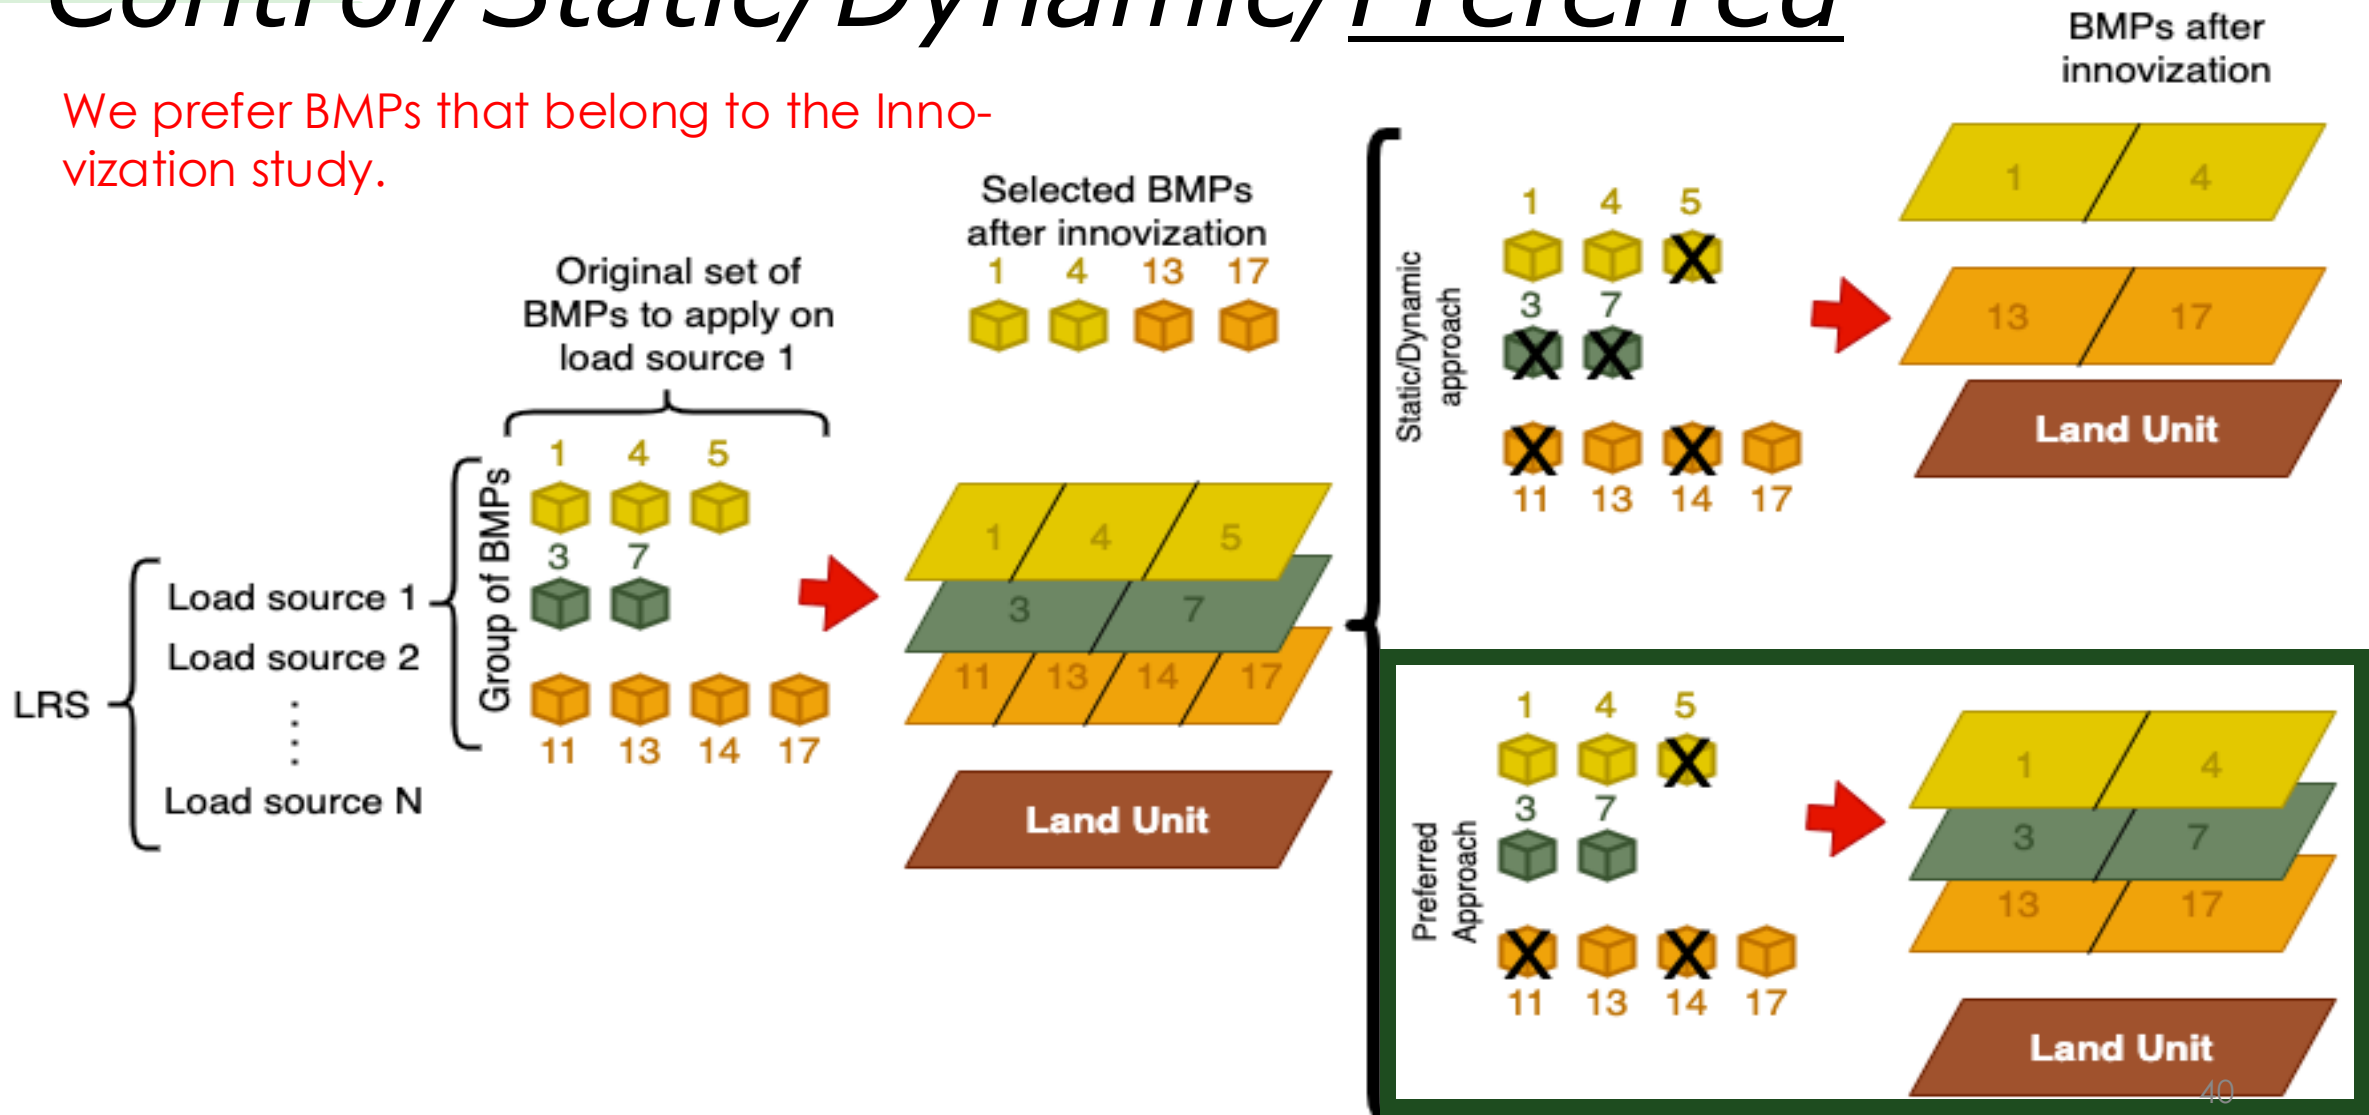 Control/Static/Dynamic/Preferred
We prefer BMPs that belong to the Inno-
vization study.
Original set of
BMPs to apply on
load source 1
Selected BMPs
after innovization
1 4 13 17
LRS
Load source 1
Load source 2
Load source N
Group of BMPs
1 4 5
3 7
11 13 14 17
1 4 5
3 7
11 13 14 17
Land Unit
Static/Dynamic
approach
1 4 5
X
3 7
X X
X X
11 13 14 17
BMPs after
innovization
1 4
13 17
Land Unit
Preferred
Approach
1 4 5
X
3 7
X X
11 13 14 17
1 4
3 7
13 17
Land Unit
40